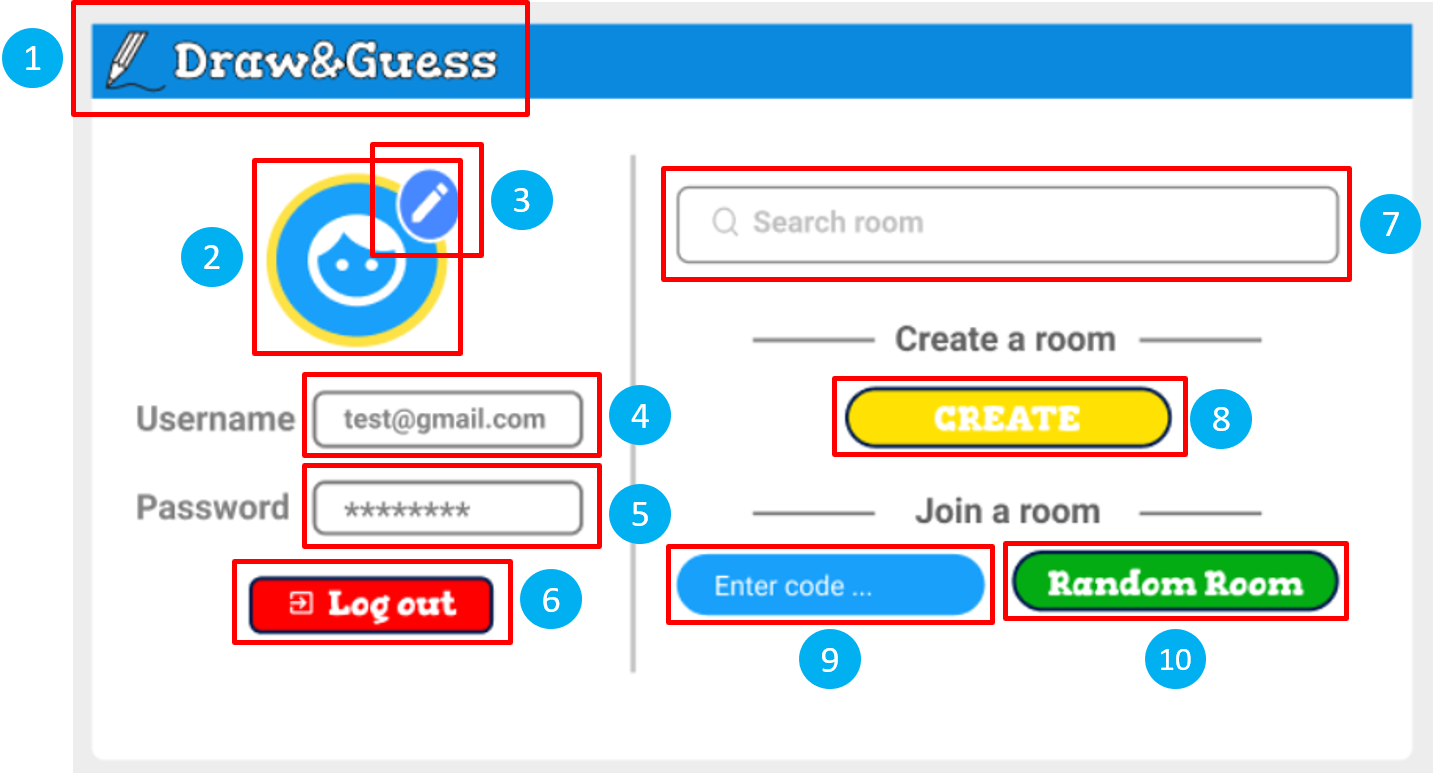 1
Draw&Guess
2
3
Username
test@gmail.com
4
Password
********
5
Log out
6
Search room
7
Create a room
CREATE
8
Join a room
Enter code ...
Random Room
9
10